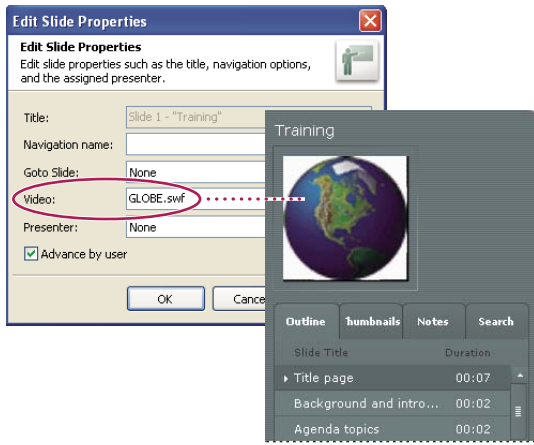 Edit Slide Properties
Edit Slide Properties
Edit slide properties such as the title, navigation options,
and the assigned presenter.
Title: Slide 1 - "Training"
Navigation name:
Goto Slide: None
Video: GLOBE.swf
Presenter: None
Advance by user
OK Cance
Training
Outline Thumbnails Notes Search
Slide Title Duration
Title page 00:07
Background and intro... 00:02
Agenda topics 00:02